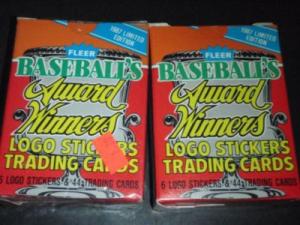 1987 LIMITED
EDITION
FLEER
BASEBALL'S
Award
Winners
LOGO STICKERS
TRADING CARDS
6 LOGO STICKERS & 44 TRADING CARDS
1987 LIMITED
EDITION
FLEER
BASEBALL'S
Award
Winners
LOGO STICKERS
TRADING CARDS
6 LOGO STICKERS & 44 TRADING CARDS